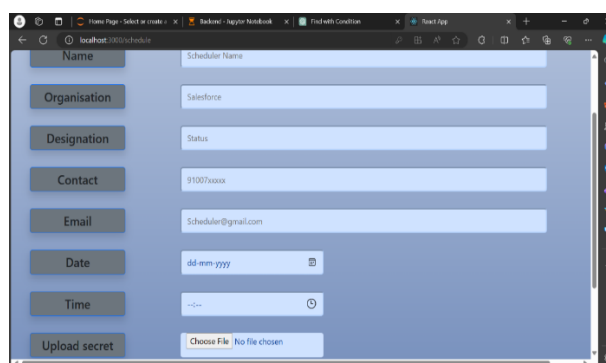 Home Page - Select or create a
Backend - Jupyter Notebook
Find with Condition
React App
localhost:3000/schedule
Name
Scheduler Name
Organisation
Salesforce
Designation
Status
Contact
91007xxxxx
Email
Scheduler@gmail.com
Date
dd-mm-yyyy
Time
--:--
Upload secret
Choose File No file chosen